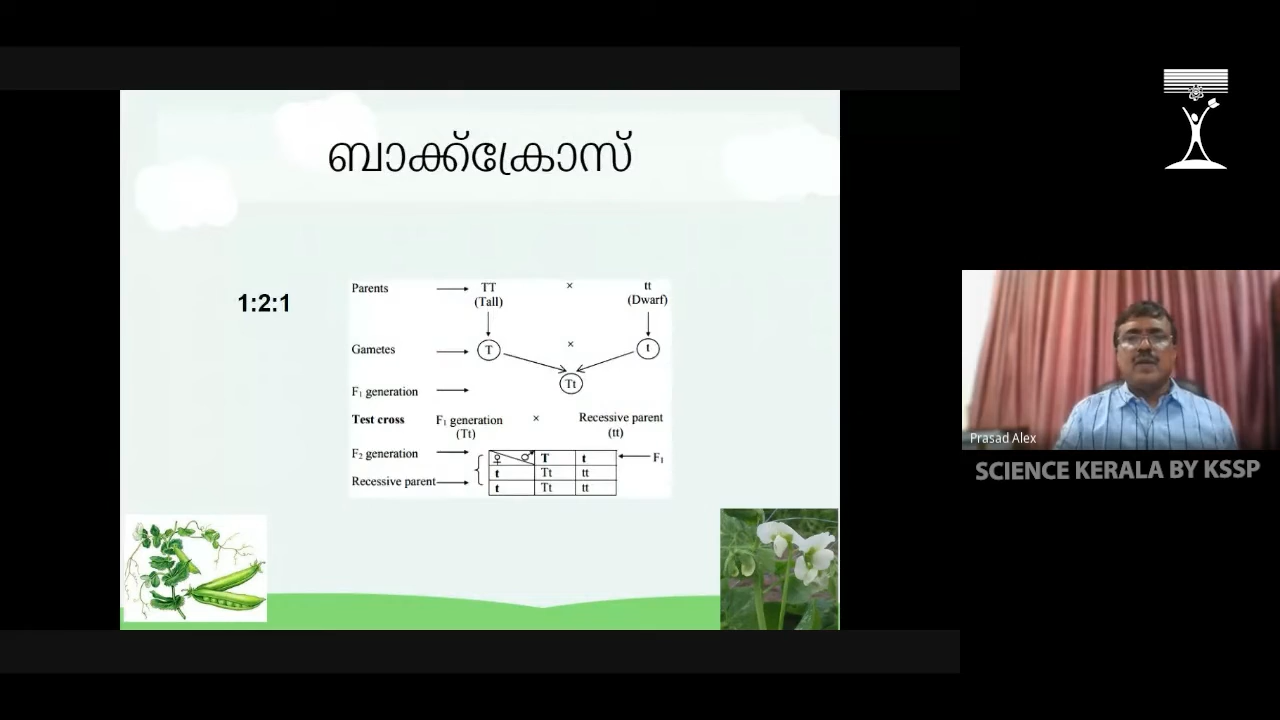 ബാക്ക്ക്രോസ്
1:2:1
Parents TT × tt
(Tall) (Dwarf)
Gametes T × t
Tt
F₁ generation
Test cross F₁ generation × Recessive parent
(Tt) (tt)
F₂ generation ♀ ♂ T t F₁
t Tt tt
Recessive parent
t Tt tt
Prasad Alex
SCIENCE KERALA BY KSSP